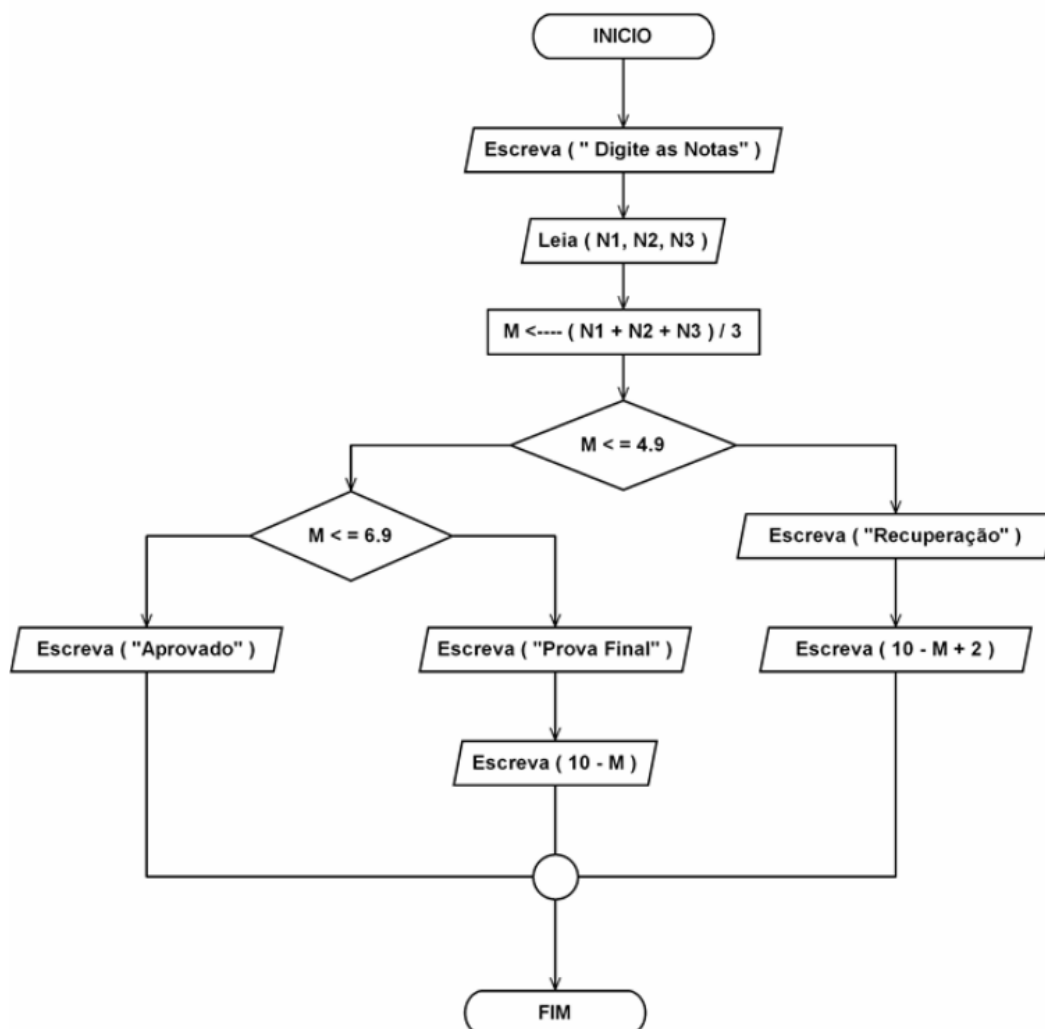 INICIO
Escreva ( " Digite as Notas" )
Leia ( N1, N2, N3 )
M <---- ( N1 + N2 + N3 ) / 3
M < = 4.9
M < = 6.9
Escreva ( "Recuperação" )
Escreva ( "Aprovado" )
Escreva ( "Prova Final" )
Escreva ( 10 - M + 2 )
Escreva ( 10 - M )
FIM